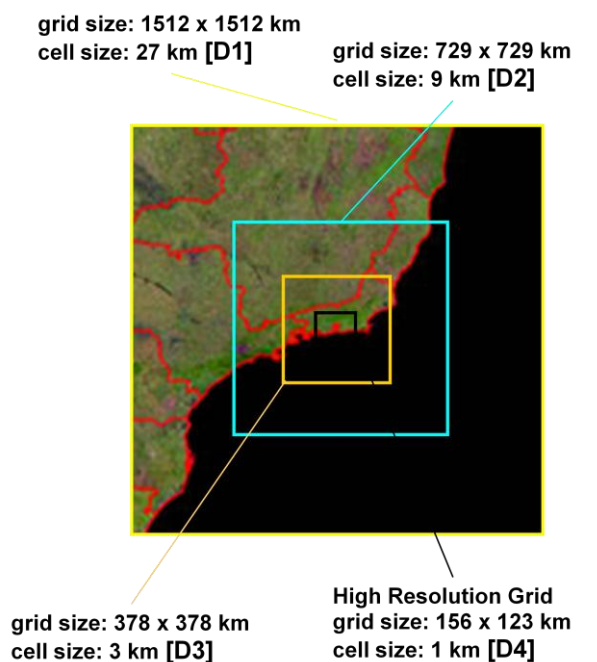 grid size: 1512 x 1512 km
cell size: 27 km [D1]
grid size: 729 x 729 km
cell size: 9 km [D2]
grid size: 378 x 378 km
cell size: 3 km [D3]
High Resolution Grid
grid size: 156 x 123 km
cell size: 1 km [D4]